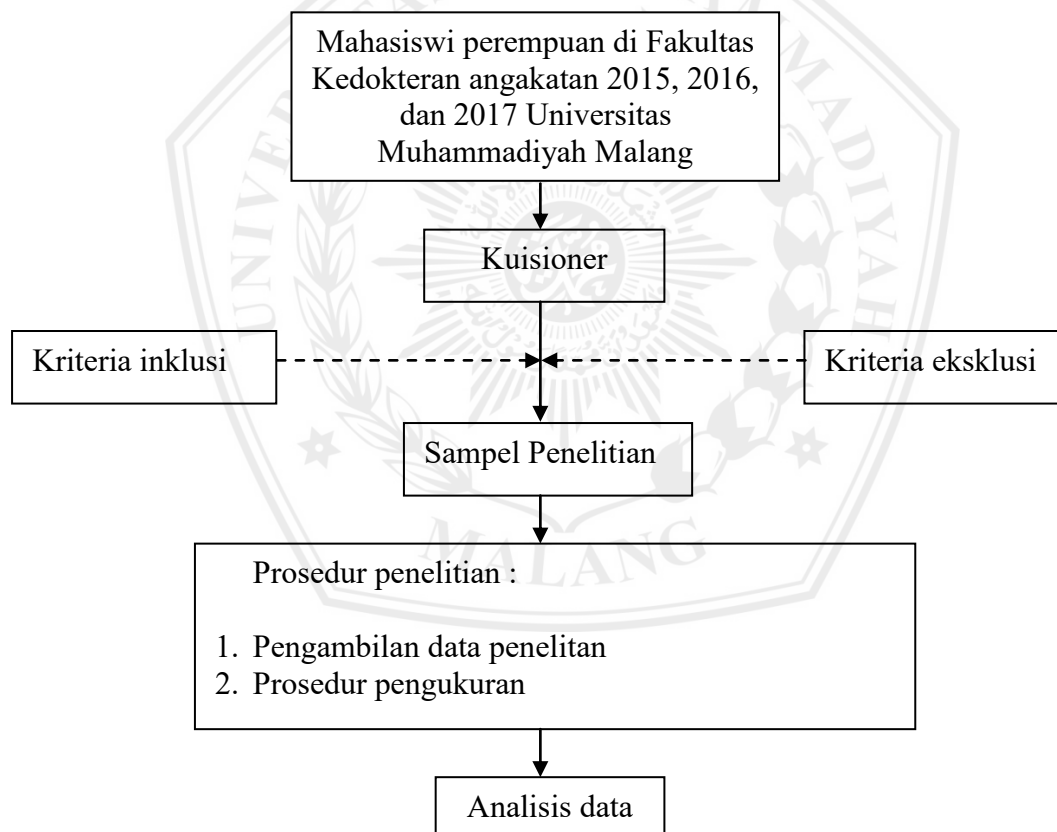 Mahasiswi perempuan di Fakultas
Kedokteran angakatan 2015, 2016,
dan 2017 Universitas
Muhammadiyah Malang
Kuisioner
Kriteria inklusi
Kriteria eksklusi
Sampel Penelitian
Prosedur penelitian :
1. Pengambilan data penelitan
2. Prosedur pengukuran
Analisis data
MALANG